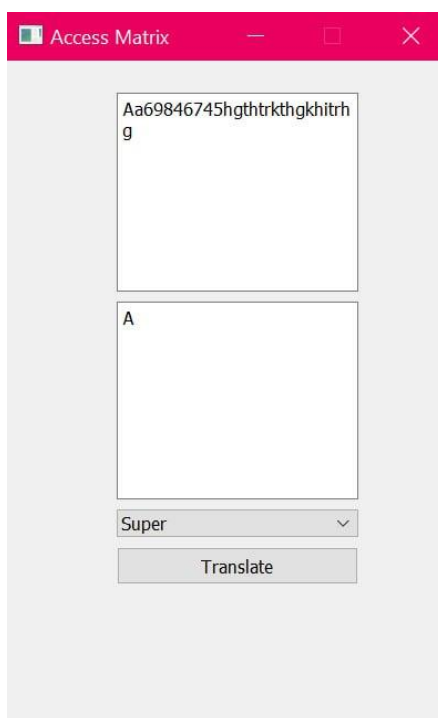 Access Matrix
Aa69846745hgthtrkthgkhitrh
g
A
Super
Translate